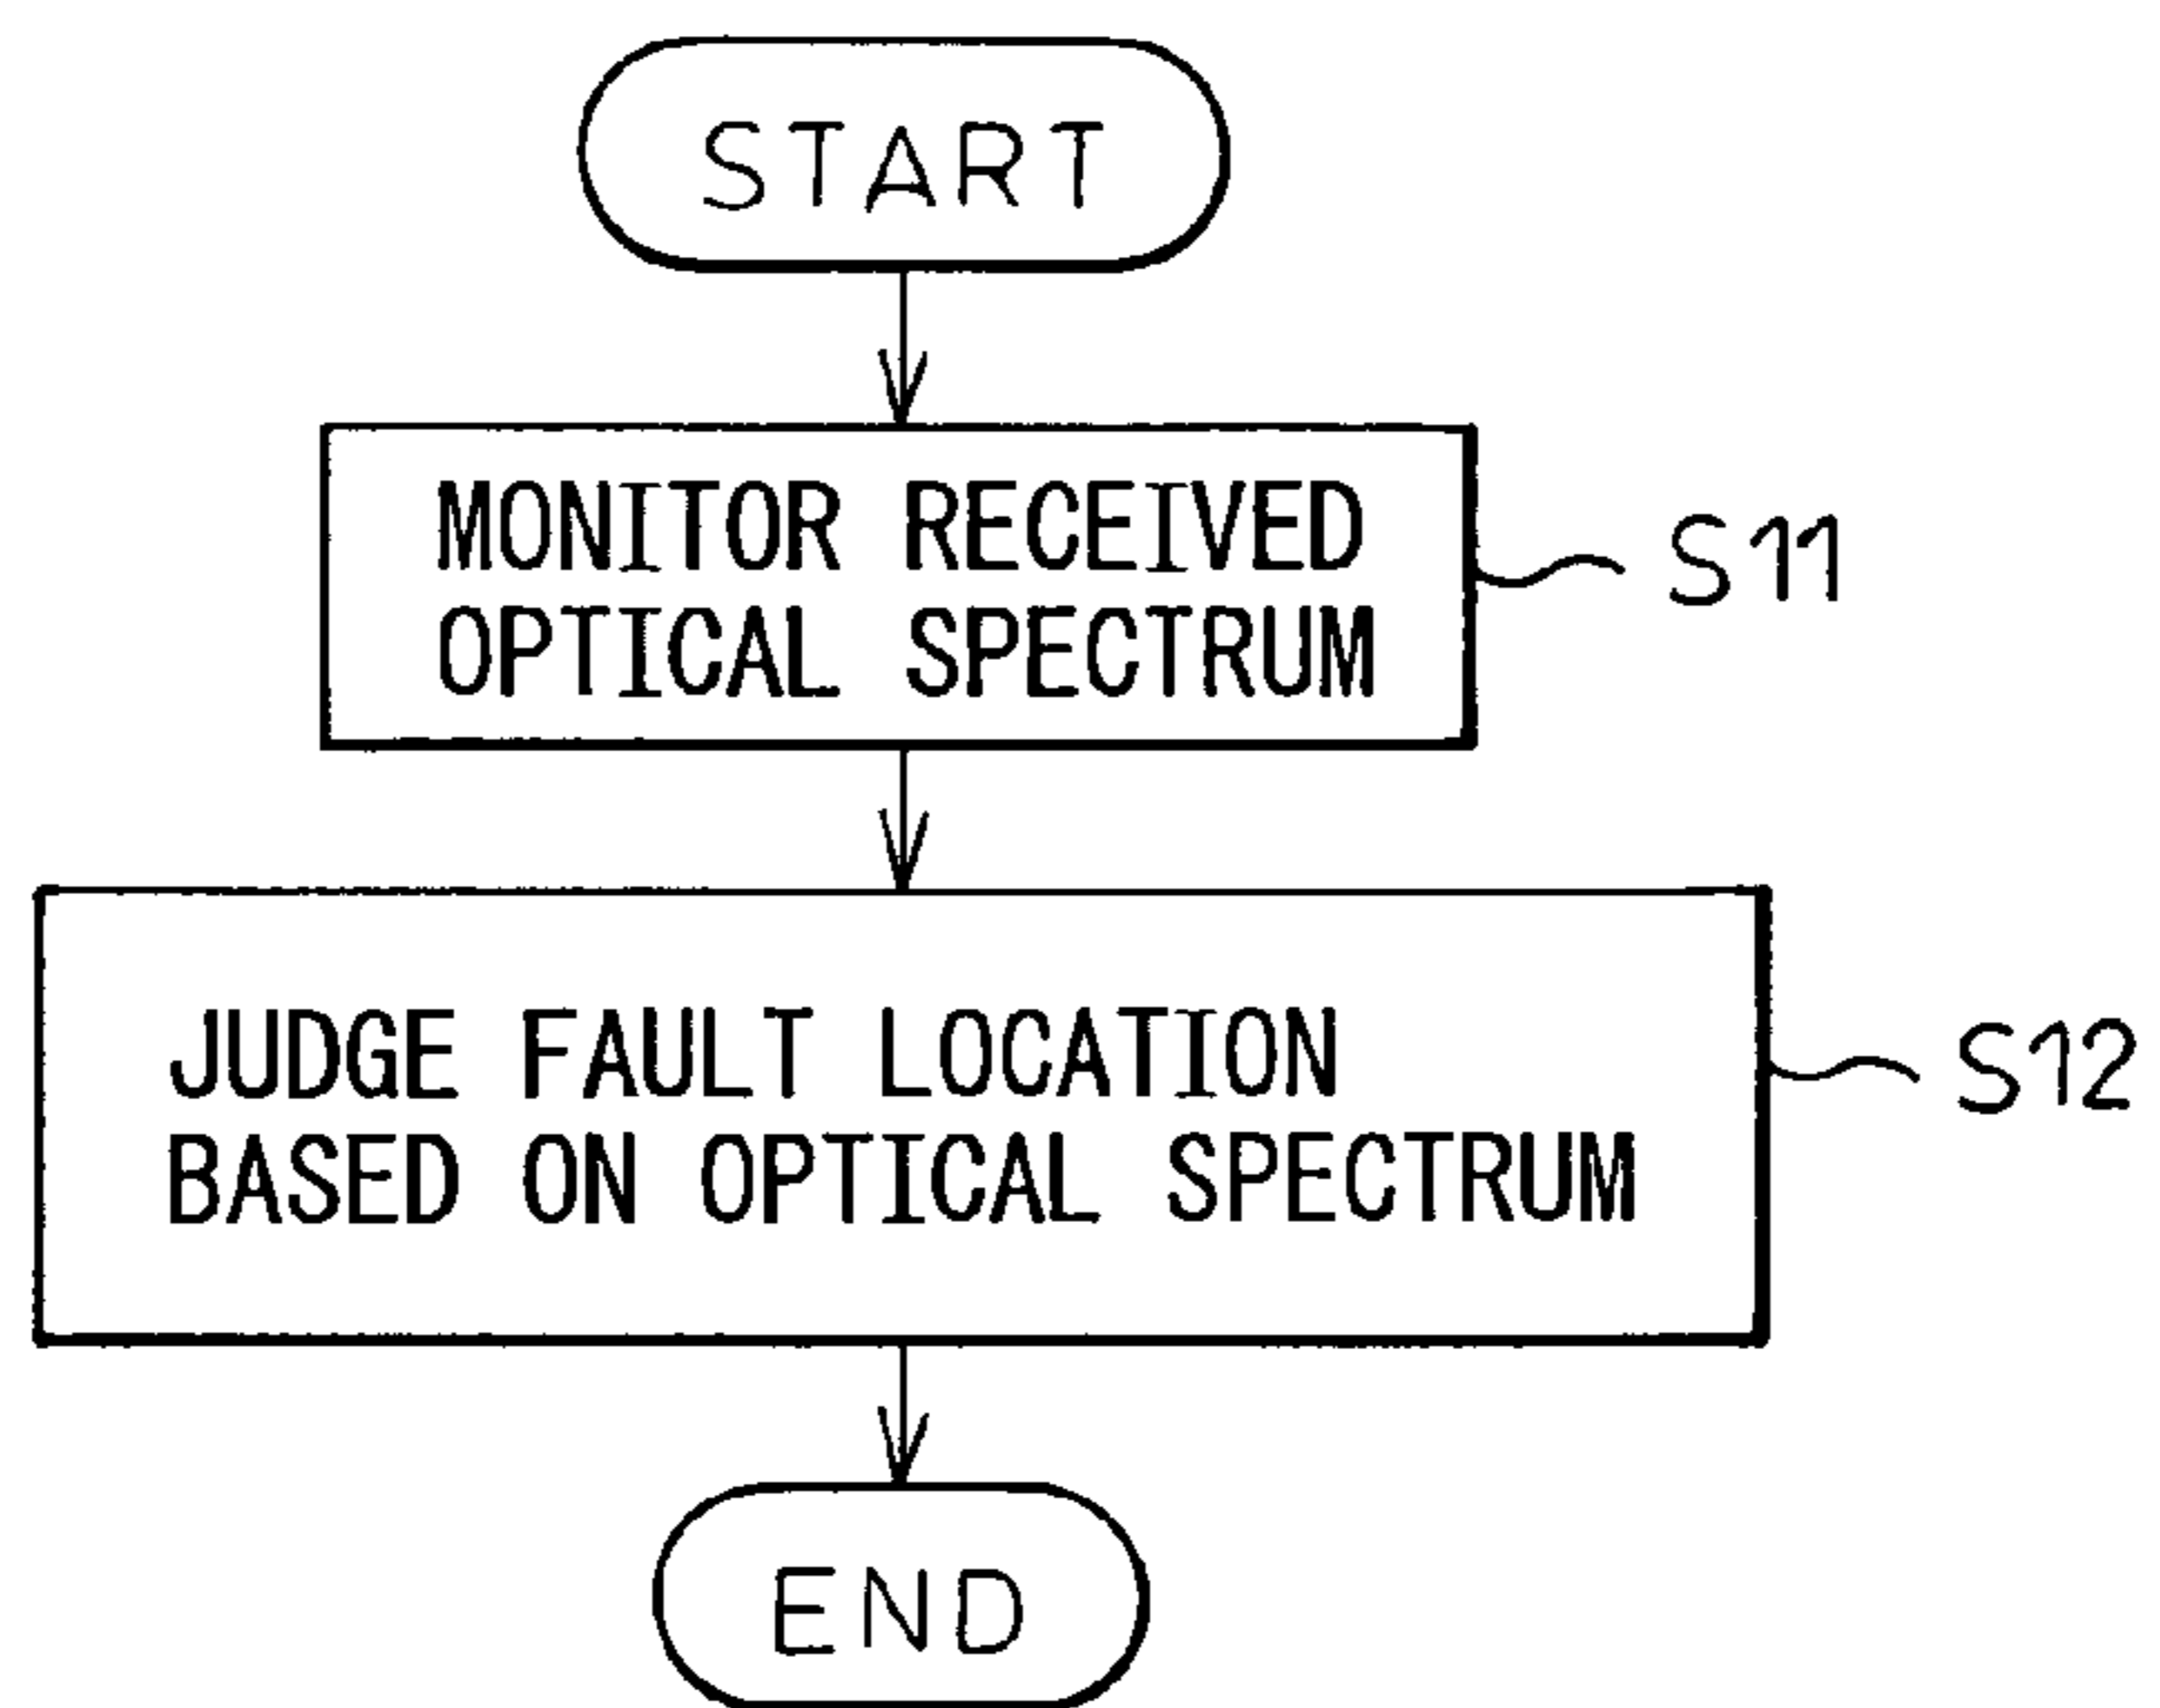 START
MONITOR RECEIVED
OPTICAL SPECTRUM
S11
JUDGE FAULT LOCATION
BASED ON OPTICAL SPECTRUM
S12
END